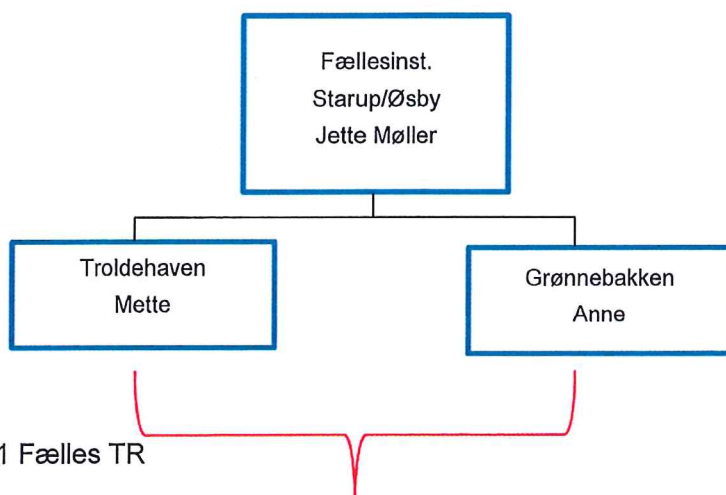 Fællesinst.
Starup/Øsby
Jette Møller
Troldehaven
Mette
Grønnebakken
Anne
1 Fælles TR